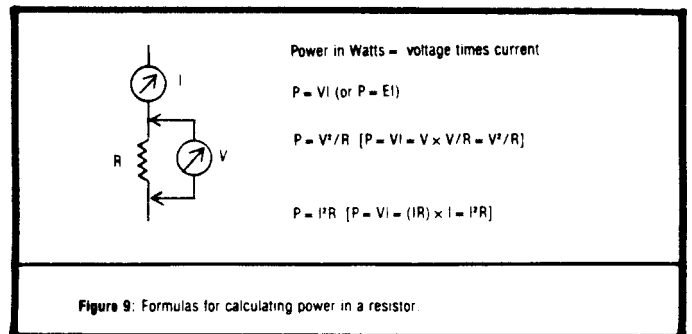 Power in Watts = voltage times current
I
P = VI (or P = EI)
P = V²/R [P = VI = V × V/R = V²/R]
R
V
P = I²R [P = VI = (IR) × I = I²R]
Figure 9: Formulas for calculating power in a resistor.